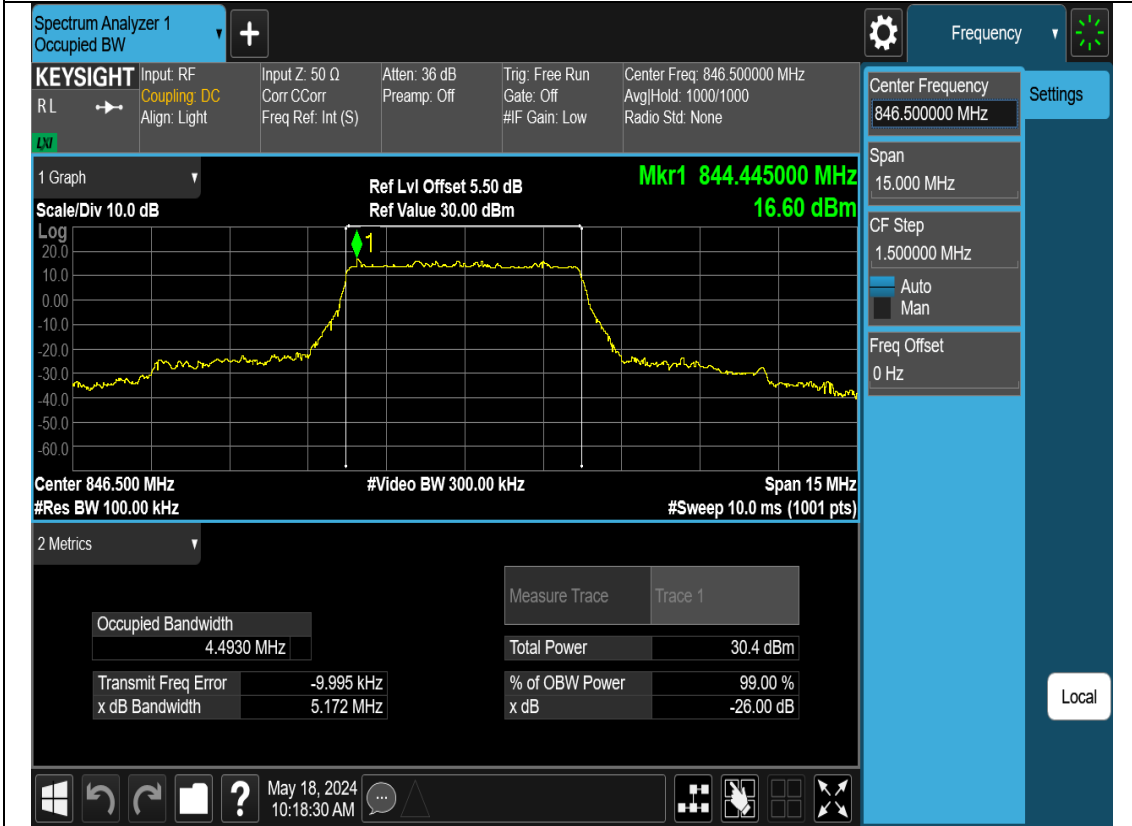 Spectrum Analyzer 1
Occupied BW
+
Frequency
KEYSIGHT
RL
LXI
Input: RF
Coupling: DC
Align: Light
Input Z: 50 Ω
Corr CCorr
Freq Ref: Int (S)
Atten: 36 dB
Preamp: Off
Trig: Free Run
Gate: Off
#IF Gain: Low
Center Freq: 846.500000 MHz
Avg|Hold: 1000/1000
Radio Std: None
Center Frequency
846.500000 MHz
Settings
Span
15.000 MHz
CF Step
1.500000 MHz
Auto
Man
Freq Offset
0 Hz
1 Graph
Scale/Div 10.0 dB
Ref Lvl Offset 5.50 dB
Ref Value 30.00 dBm
Mkr1 844.445000 MHz
16.60 dBm
Log
1
20.0
10.0
0.00
-10.0
-20.0
-30.0
-40.0
-50.0
-60.0
Center 846.500 MHz
#Video BW 300.00 kHz
Span 15 MHz
#Res BW 100.00 kHz
#Sweep 10.0 ms (1001 pts)
2 Metrics
Measure Trace
Trace 1
Occupied Bandwidth
4.4930 MHz
Total Power
30.4 dBm
Transmit Freq Error
-9.995 kHz
% of OBW Power
99.00 %
x dB Bandwidth
5.172 MHz
x dB
-26.00 dB
Local
?
May 18, 2024
10:18:30 AM